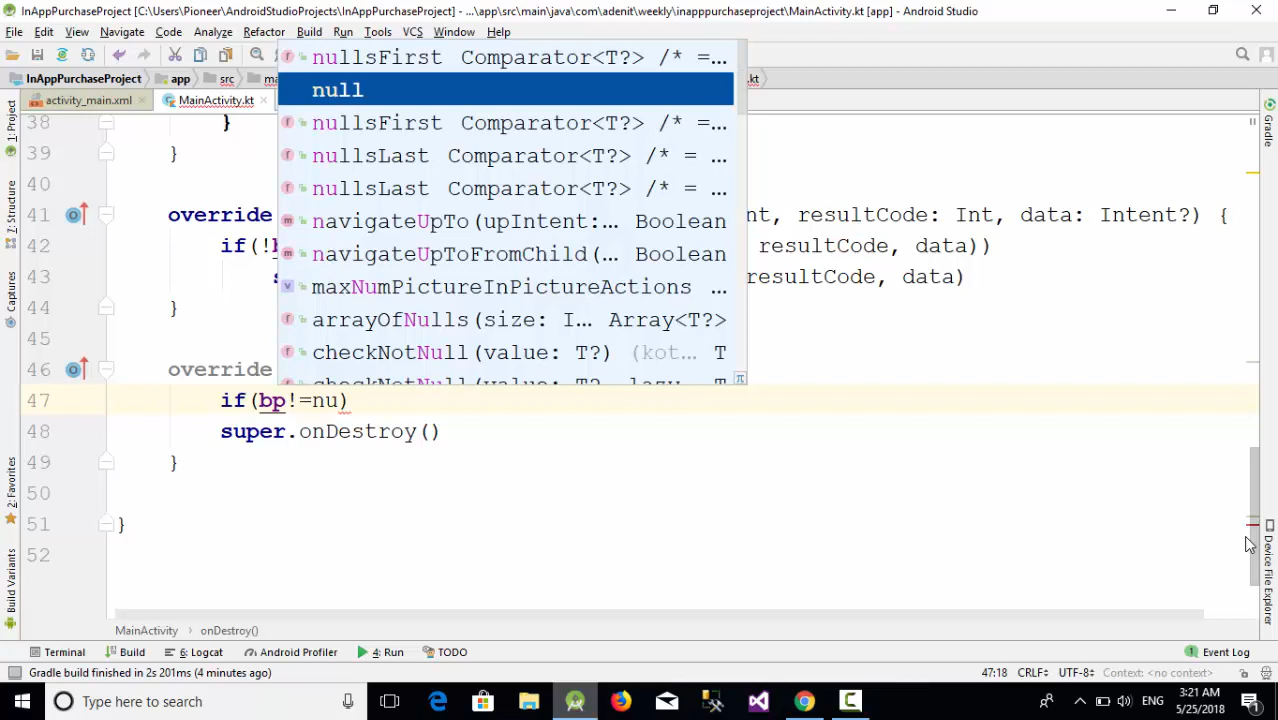 InAppPurchaseProject [C:\Users\Pioneer\AndroidStudioProjects\InAppPurchaseProject] - ...\app\src\main\java\com\adenit\weekly\inapppurchaseproject\MainActivity.kt [app] - Android Studio
File Edit View Navigate Code Analyze Refactor Build Run Tools VCS Window Help
InAppPurchaseProject app src
activity_main.xml MainActivity.kt
nullsFirst Comparator<T?> /* =...
null
nullsFirst Comparator<T?> /* =...
nullsLast Comparator<T?> /* = ...
nullsLast Comparator<T?> /* = ...
navigateUpTo(upIntent:... Boolean
navigateUpToFromChild(... Boolean
maxNumPictureInPictureActions ...
arrayOfNulls(size: I... Array<T?>
checkNotNull(value: T?) (kot... T
checkNotNull(value: T?, lazy... T
38 }
39 }
40
41 override nt, resultCode: Int, data: Intent?) {
42 if(!b resultCode, data))
43 s resultCode, data)
44 }
45
46 override
47 if(bp!=nu)
48 super.onDestroy()
49 }
50
51 }
52
1: Project
7: Structure
Captures
2: Favorites
Build Variants
Gradle
Device File Explorer
MainActivity › onDestroy()
Terminal Build 6: Logcat Android Profiler 4: Run TODO Event Log
Gradle build finished in 2s 201ms (4 minutes ago) 47:18 CRLF÷ UTF-8÷ Context: <no context>
Type here to search ENG 3:21 AM
5/25/2018 1